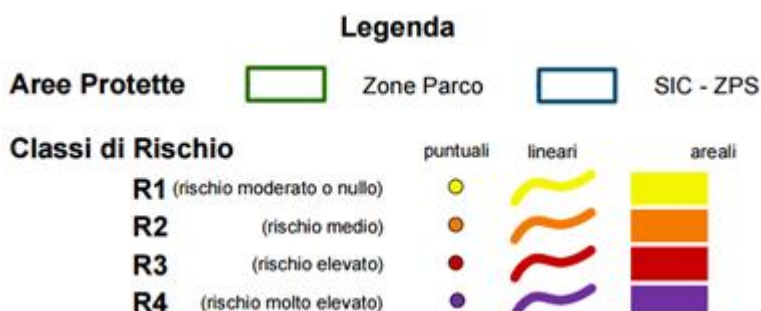 Legenda
Aree Protette Zone Parco SIC - ZPS
Classi di Rischio puntuali lineari areali
R1 (rischio moderato o nullo)
R2 (rischio medio)
R3 (rischio elevato)
R4 (rischio molto elevato)